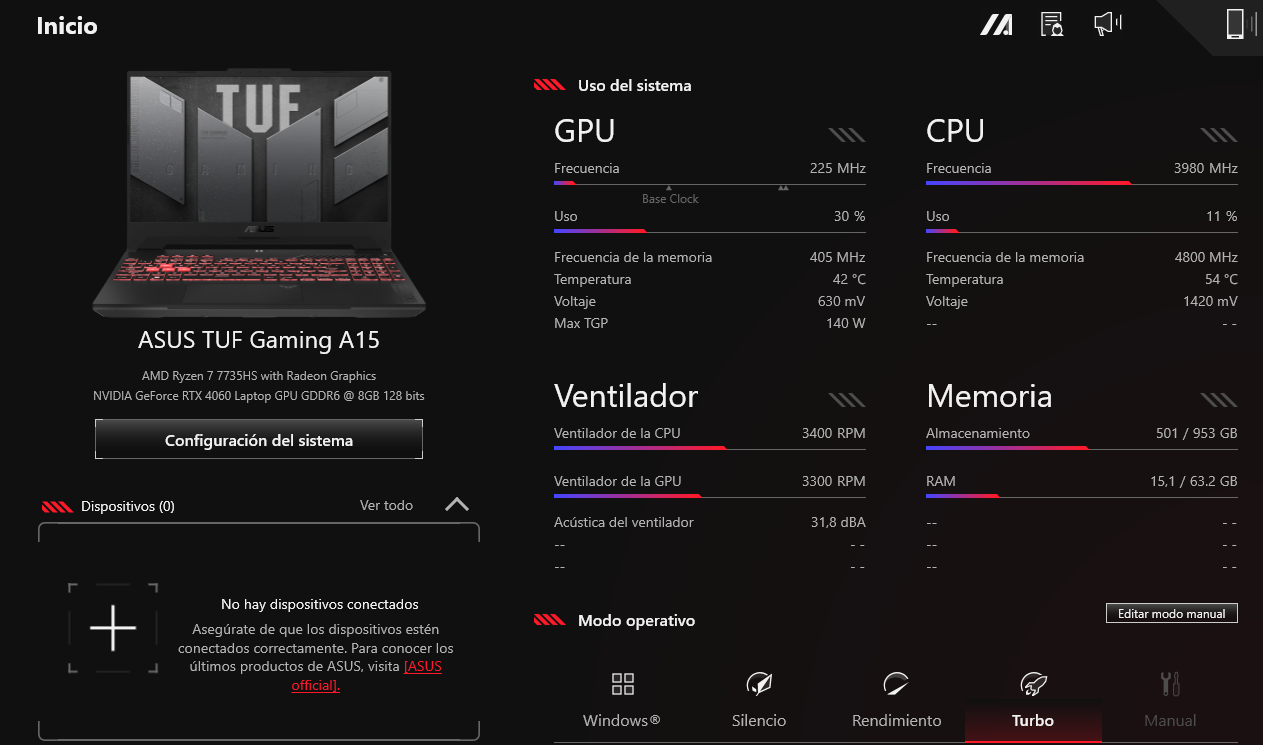 Inicio
TUF
GAMING
ASUS
ASUS TUF Gaming A15
AMD Ryzen 7 7735HS with Radeon Graphics
NVIDIA GeForce RTX 4060 Laptop GPU GDDR6 @ 8GB 128 bits
Configuración del sistema
Dispositivos (0) Ver todo
No hay dispositivos conectados
Asegúrate de que los dispositivos estén
conectados correctamente. Para conocer los
últimos productos de ASUS, visita [ASUS
official].
Uso del sistema
GPU
Frecuencia 225 MHz
Base Clock
Uso 30 %
Frecuencia de la memoria 405 MHz
Temperatura 42 °C
Voltaje 630 mV
Max TGP 140 W
CPU
Frecuencia 3980 MHz
Uso 11 %
Frecuencia de la memoria 4800 MHz
Temperatura 54 °C
Voltaje 1420 mV
-- - -
Ventilador
Ventilador de la CPU 3400 RPM
Ventilador de la GPU 3300 RPM
Acústica del ventilador 31,8 dBA
-- - -
-- - -
Memoria
Almacenamiento 501 / 953 GB
RAM 15,1 / 63.2 GB
-- - -
-- - -
-- - -
Modo operativo
Editar modo manual
Windows® Silencio Rendimiento Turbo Manual